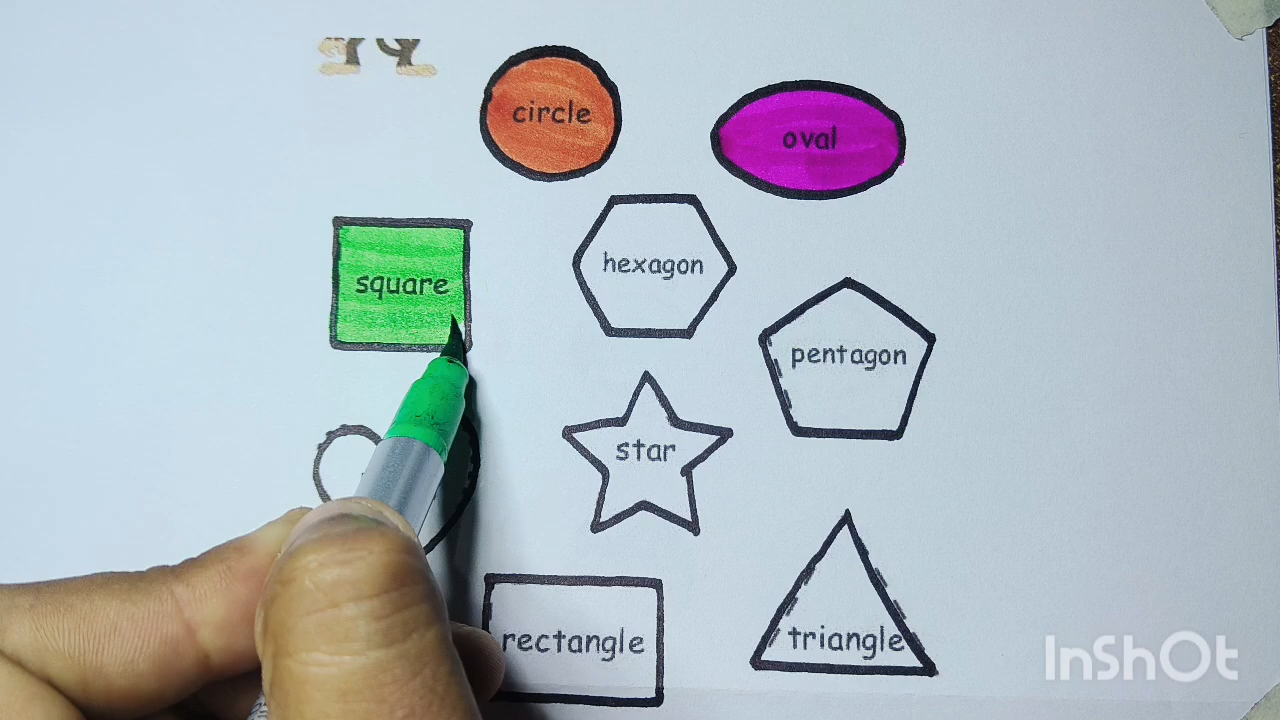 circle
oval
square
hexagon
pentagon
star
rectangle
triangle
InShOt